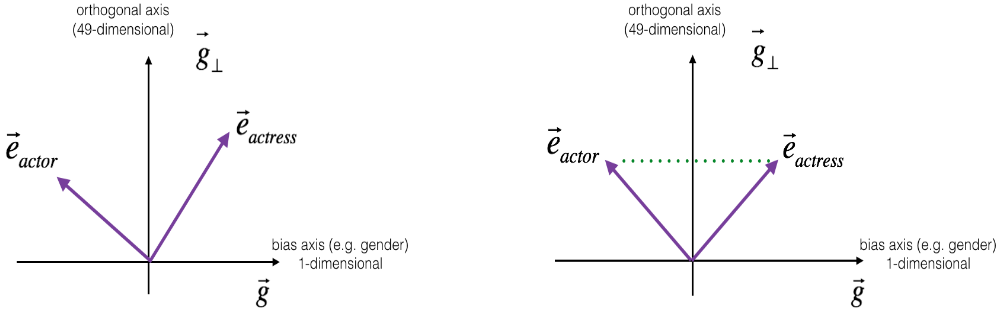 orthogonal axis
(49-dimensional)
g⊥
e actor
e actress
bias axis (e.g. gender)
1-dimensional
g
orthogonal axis
(49-dimensional)
g⊥
e actor
e actress
bias axis (e.g. gender)
1-dimensional
g